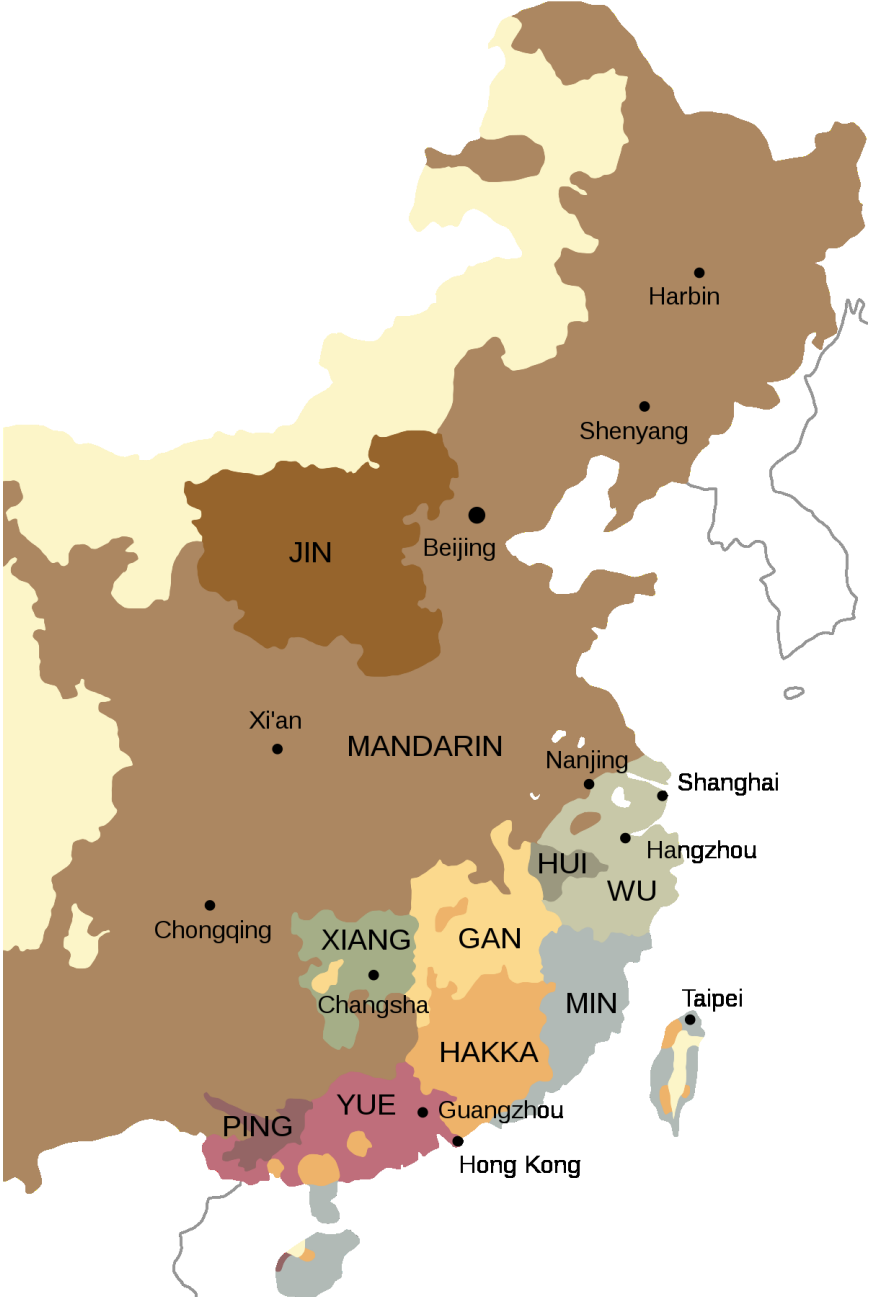 Harbin
Shenyang
Beijing
JIN
Xi'an
MANDARIN
Nanjing
Shanghai
Hangzhou
HUI
WU
Chongqing
XIANG
GAN
Changsha
MIN
Taipei
HAKKA
YUE
Guangzhou
PING
Hong Kong